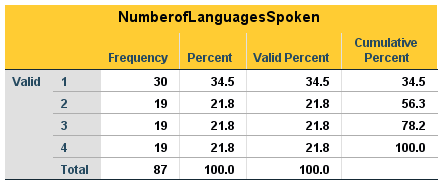 NumberofLanguagesSpoken
Frequency Percent Valid Percent Cumulative Percent
Valid 1 30 34.5 34.5 34.5
2 19 21.8 21.8 56.3
3 19 21.8 21.8 78.2
4 19 21.8 21.8 100.0
Total 87 100.0 100.0